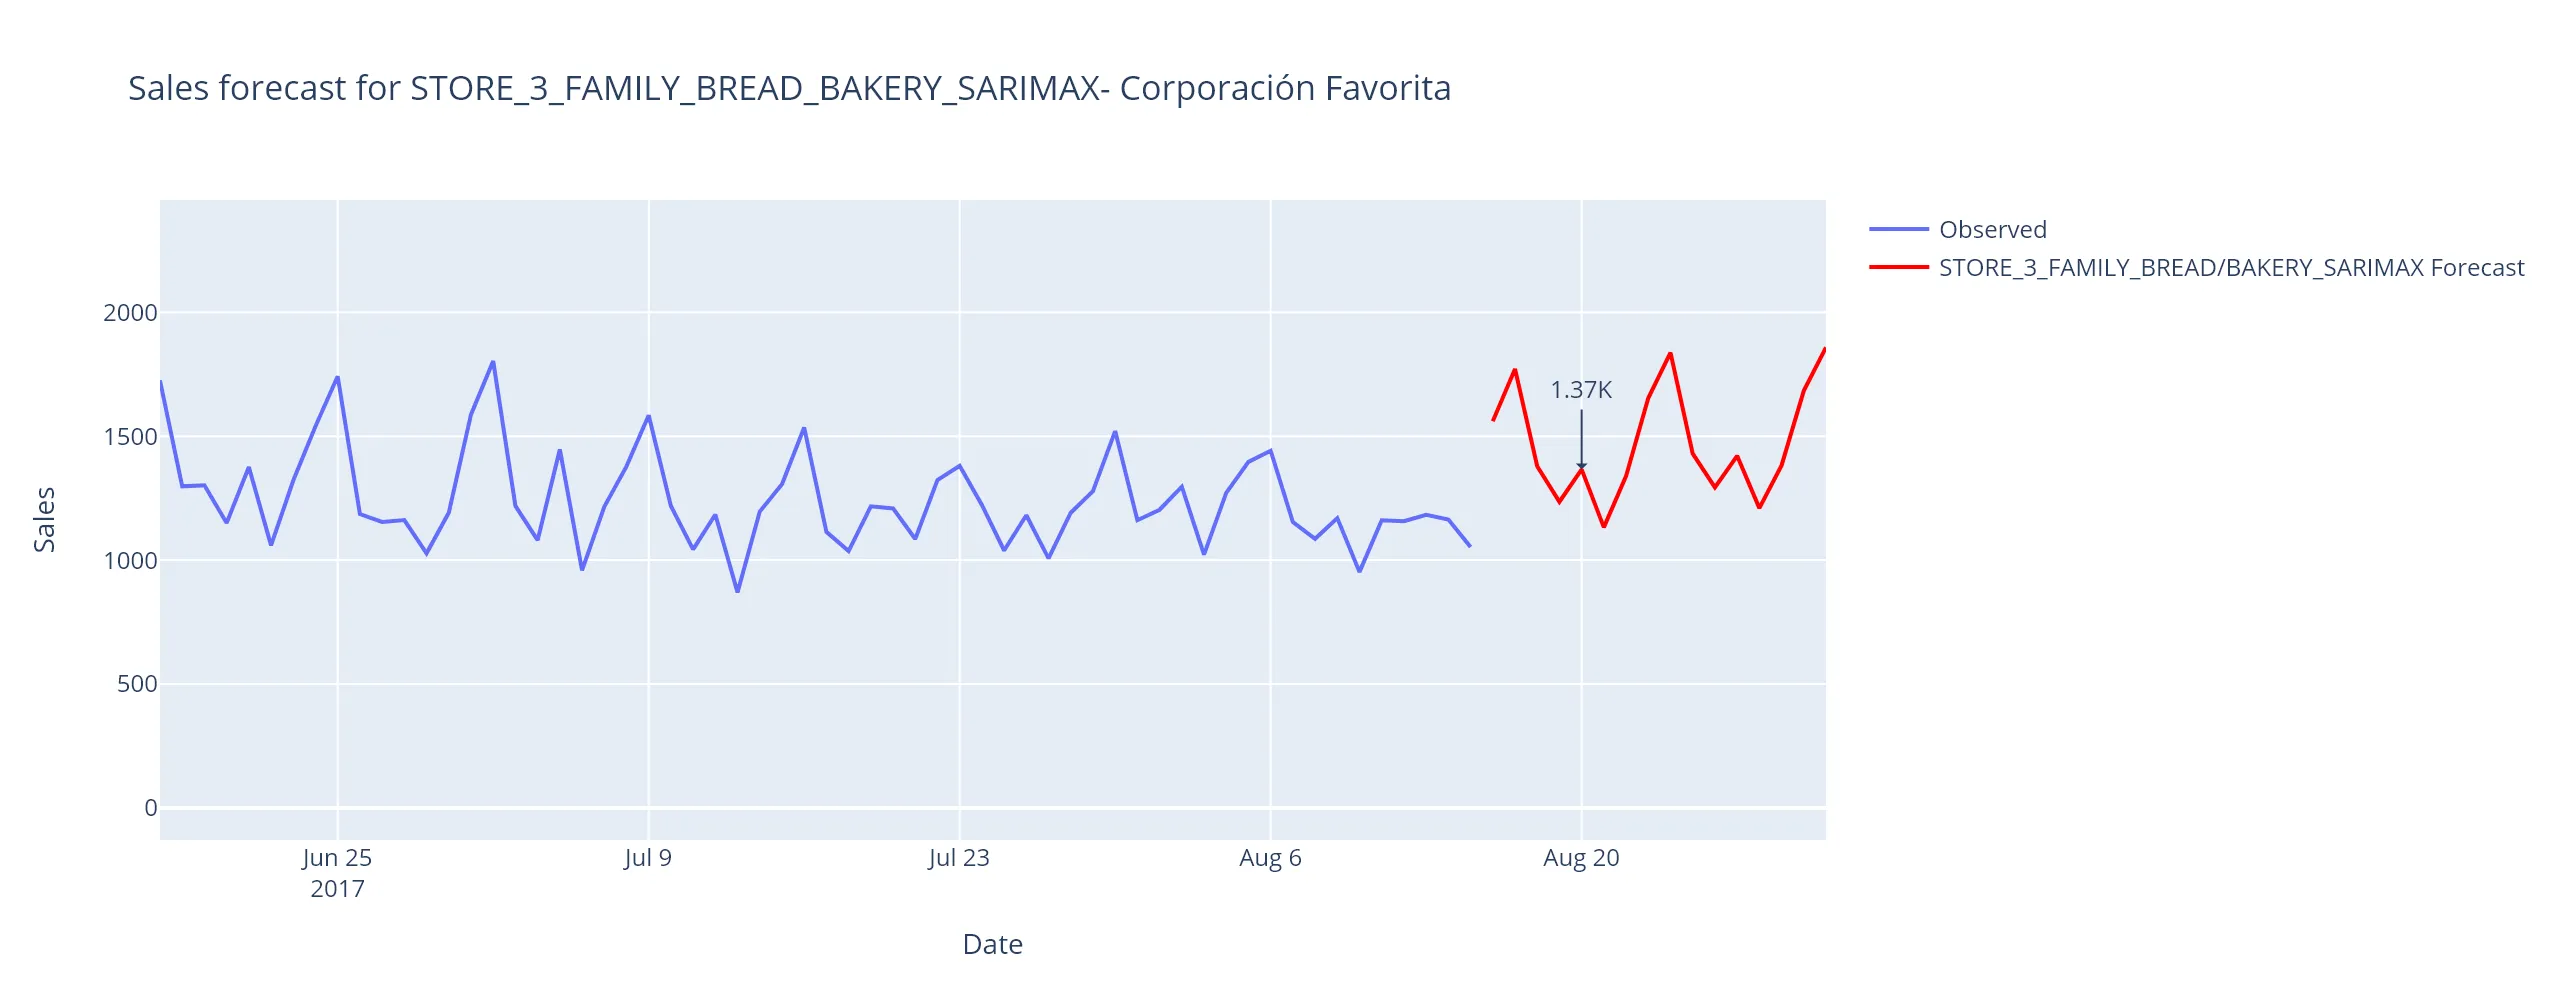 Sales forecast for STORE_3_FAMILY_BREAD_BAKERY_SARIMAX- Corporación Favorita
Observed
STORE_3_FAMILY_BREAD/BAKERY_SARIMAX Forecast
2000
1500
1000
500
0
Sales
1.37K
Jun 25
2017
Jul 9
Jul 23
Aug 6
Aug 20
Date